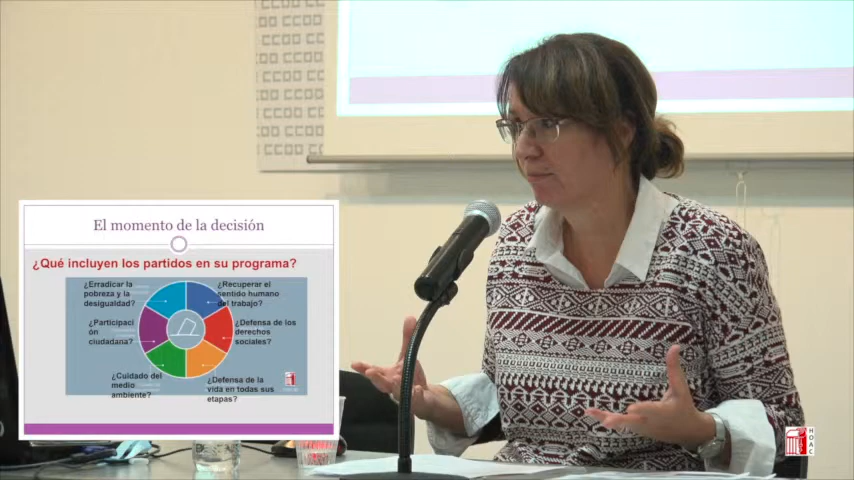 CCOO
El momento de la decisión
¿Qué incluyen los partidos en su programa?
¿Erradicar la
pobreza y la
desigualdad?
¿Recuperar el
sentido humano
del trabajo?
¿Participaci
ón
ciudadana?
¿Defensa de los
derechos
sociales?
¿Cuidado del
medio
ambiente?
¿Defensa de la
vida en todas sus
etapas?
HOAC